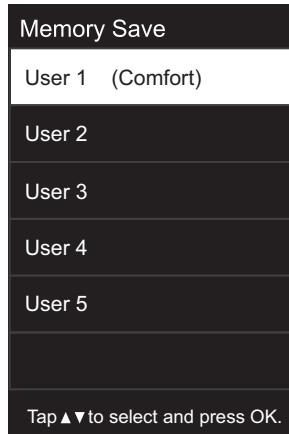 Memory Save
User 1 (Comfort)
User 2
User 3
User 4
User 5
Tap▲▼to select and press OK.